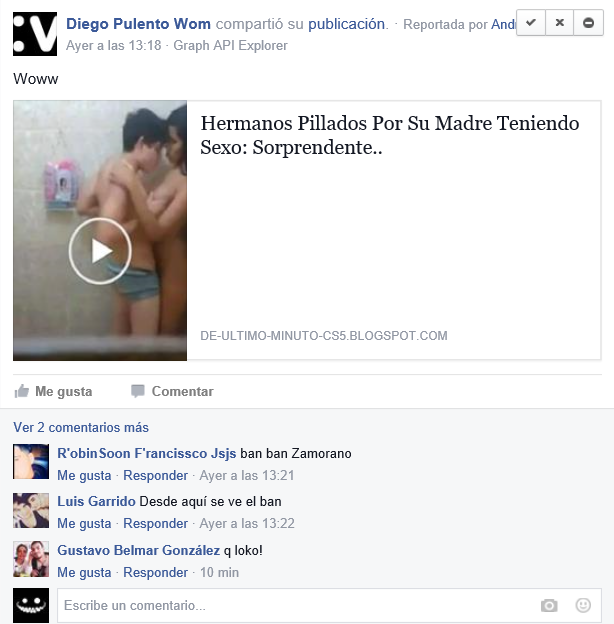 Diego Pulento Wom compartió su publicación. · Reportada por Andr
Ayer a las 13:18 · Graph API Explorer
Woww
Hermanos Pillados Por Su Madre Teniendo
Sexo: Sorprendente..
DE-ULTIMO-MINUTO-CS5.BLOGSPOT.COM
Me gusta Comentar
Ver 2 comentarios más
R'obinSoon F'rancissco Jsjs ban ban Zamorano
Me gusta · Responder · Ayer a las 13:21
Luis Garrido Desde aquí se ve el ban
Me gusta · Responder · Ayer a las 13:22
Gustavo Belmar González q loko!
Me gusta · Responder · 10 min
Escribe un comentario...